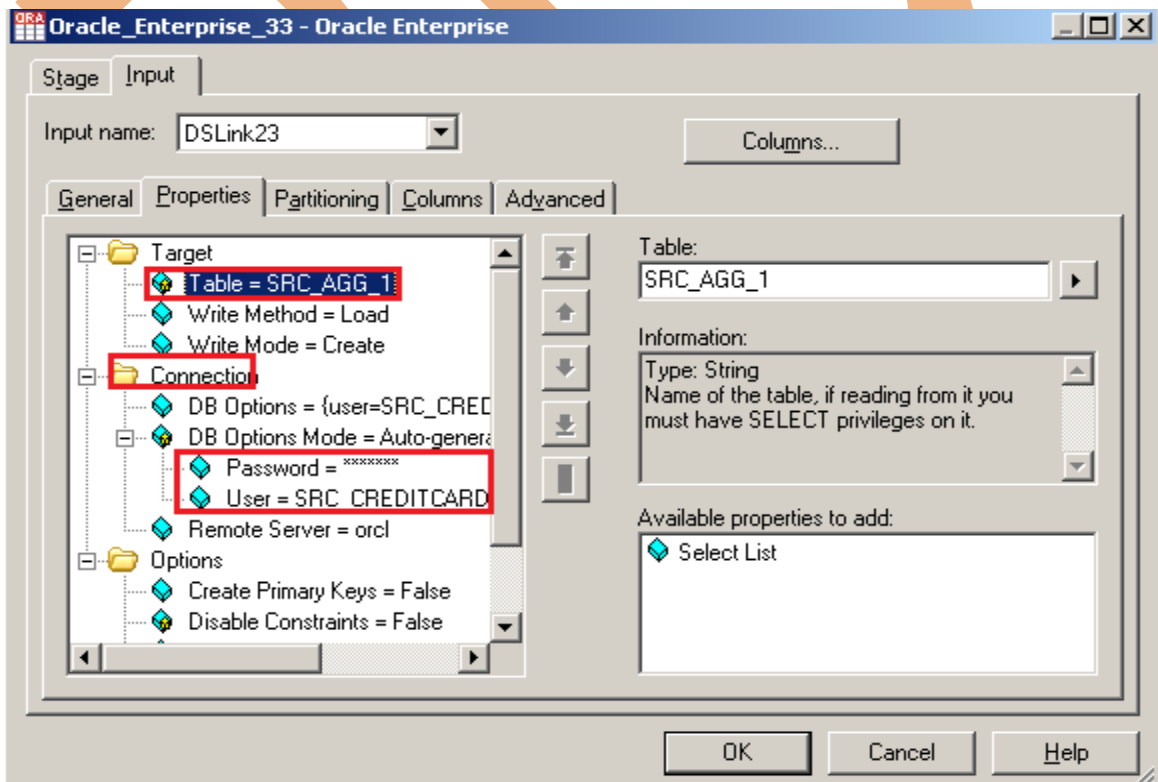 ORA Oracle_Enterprise_33 - Oracle Enterprise
Stage Input
Input name: DSLink23 Columns...
General Properties Partitioning Columns Advanced
Target
Table = SRC_AGG_1
Write Method = Load
Write Mode = Create
Connection
DB Options = {user=SRC_CRED
DB Options Mode = Auto-genera
Password = *******
User = SRC_CREDITCARD
Remote Server = orcl
Options
Create Primary Keys = False
Disable Constraints = False
Table:
SRC_AGG_1
Information:
Type: String
Name of the table, if reading from it you
must have SELECT privileges on it.
Available properties to add:
Select List
OK Cancel Help